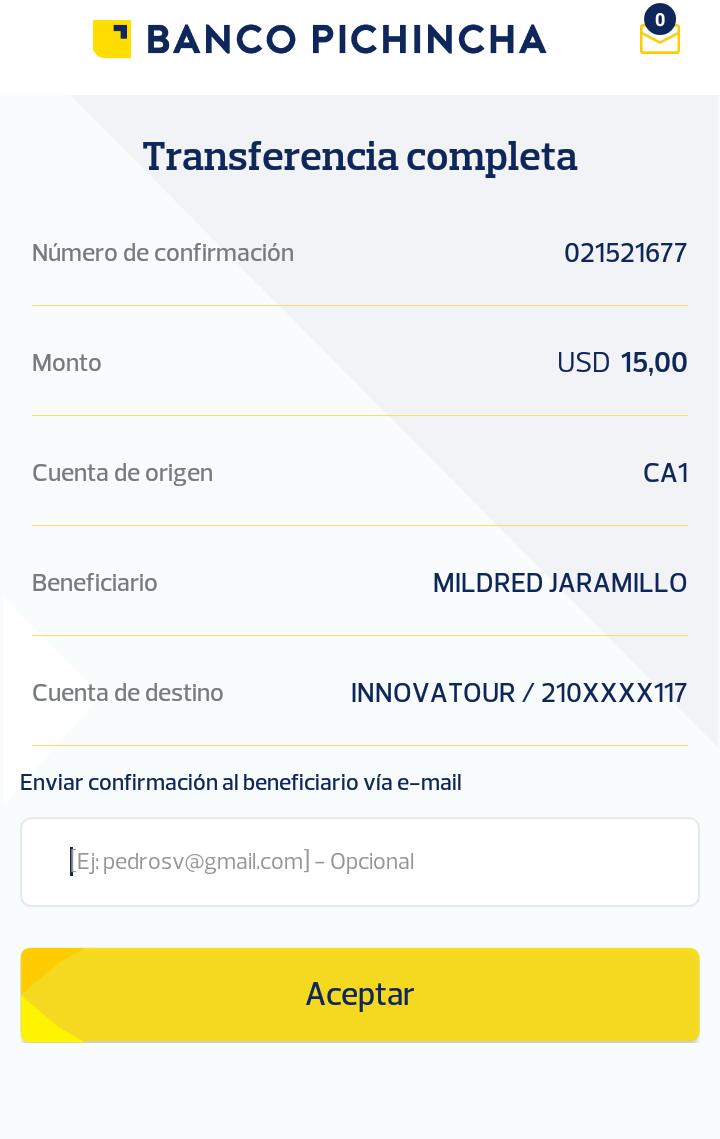 BANCO PICHINCHA
0
Transferencia completa
Número de confirmación 021521677
Monto USD 15,00
Cuenta de origen CA1
Beneficiario MILDRED JARAMILLO
Cuenta de destino INNOVATOUR / 210XXXX117
Enviar confirmación al beneficiario vía e-mail
[Ej: pedrosv@gmail.com] - Opcional
Aceptar